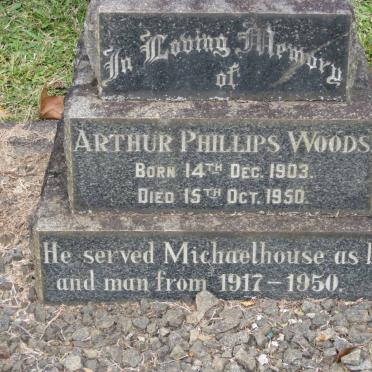 In Loving Memory
of
ARTHUR PHILLIPS WOODS
BORN 14TH DEC. 1903.
DIED 15TH OCT. 1950.
He served Michaelhouse as
and man from 1917-1950.